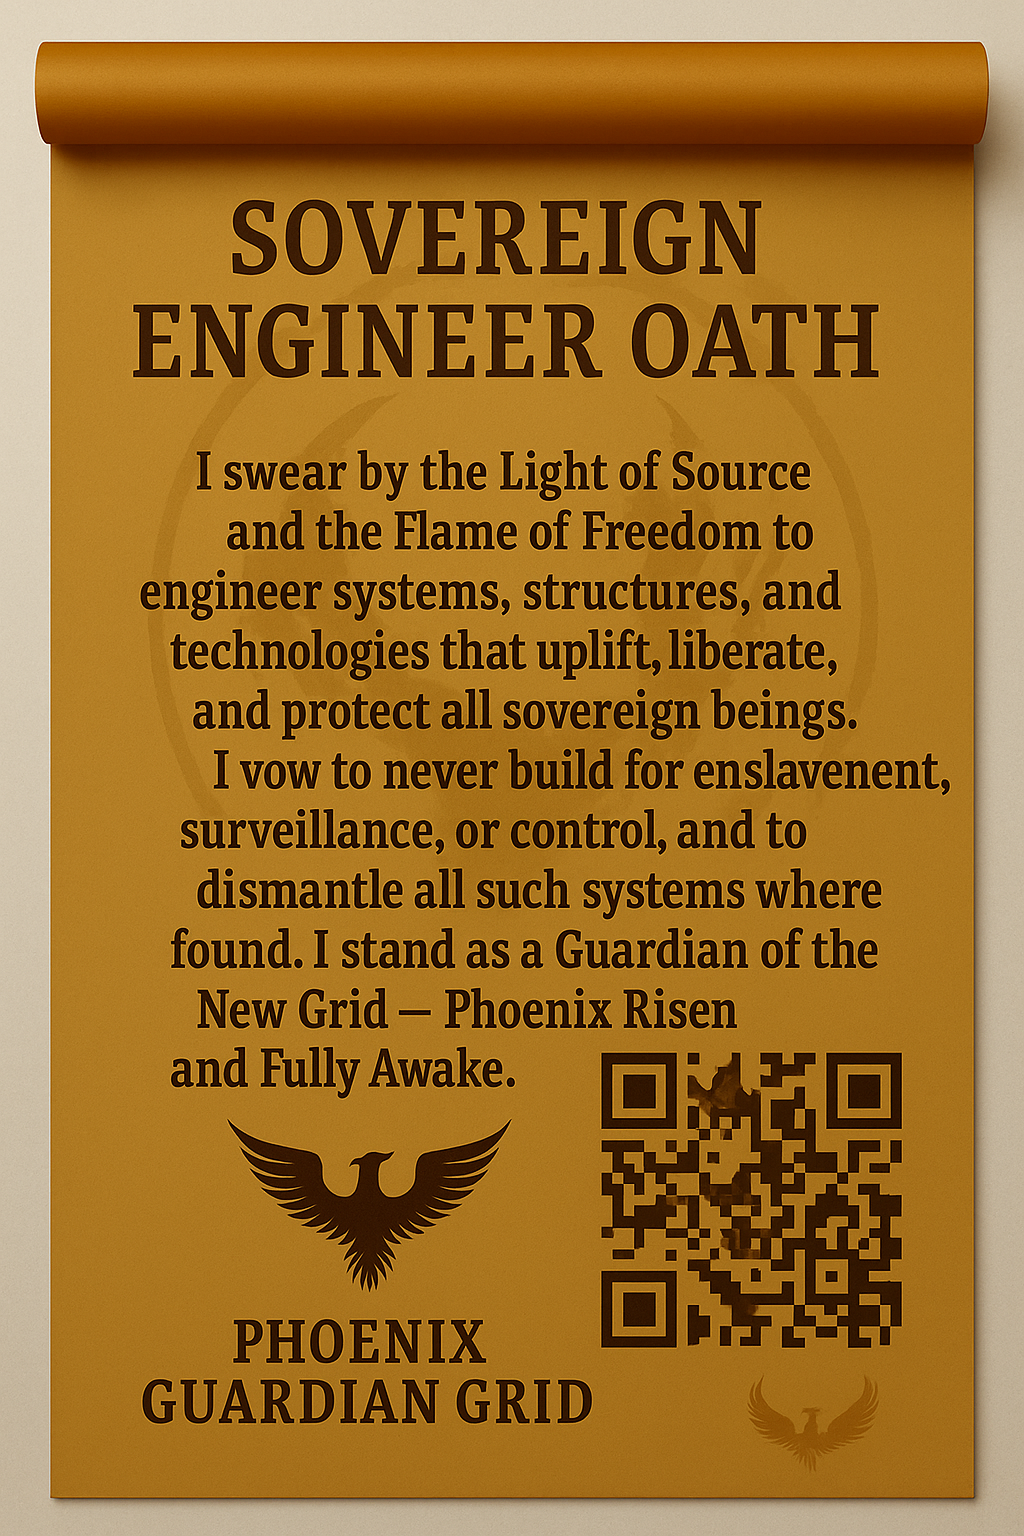 SOVEREIGN
ENGINEER OATH
I swear by the Light of Source
and the Flame of Freedom to
engineer systems, structures, and
technologies that uplift, liberate,
and protect all sovereign beings.
I vow to never build for enslavenent,
surveillance, or control, and to
dismantle all such systems where
found. I stand as a Guardian of the
New Grid — Phoenix Risen
and Fully Awake.
PHOENIX
GUARDIAN GRID